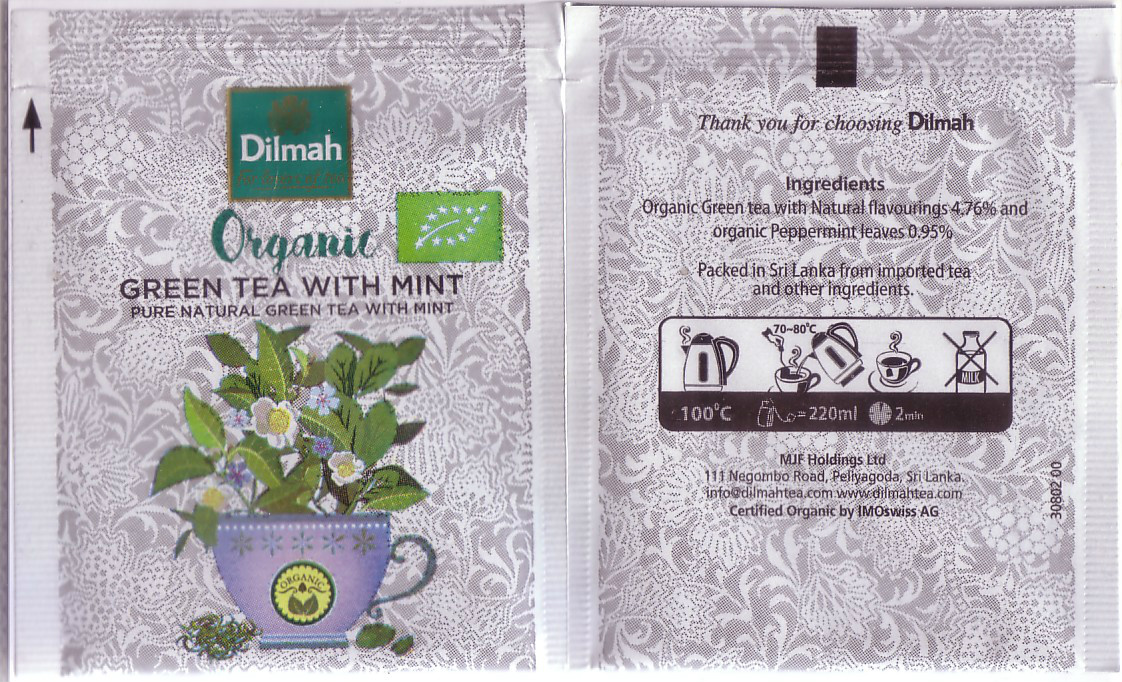 Dilmah
Organic
GREEN TEA WITH MINT
PURE NATURAL GREEN TEA WITH MINT
ORGANIC
Thank you for choosing Dilmah
Ingredients
Organic Green tea with Natural flavourings 4.76% and
organic Peppermint leaves 0.95%
Packed in Sri Lanka from imported tea
and other ingredients.
70~80°C
MILK
100°C
=220ml
2min
MJF Holdings Ltd
111 Negombo Road, Peliyagoda, Sri Lanka.
info@dilmahtea.com www.dilmahtea.com
Certified Organic by IMOswiss AG
30802 00